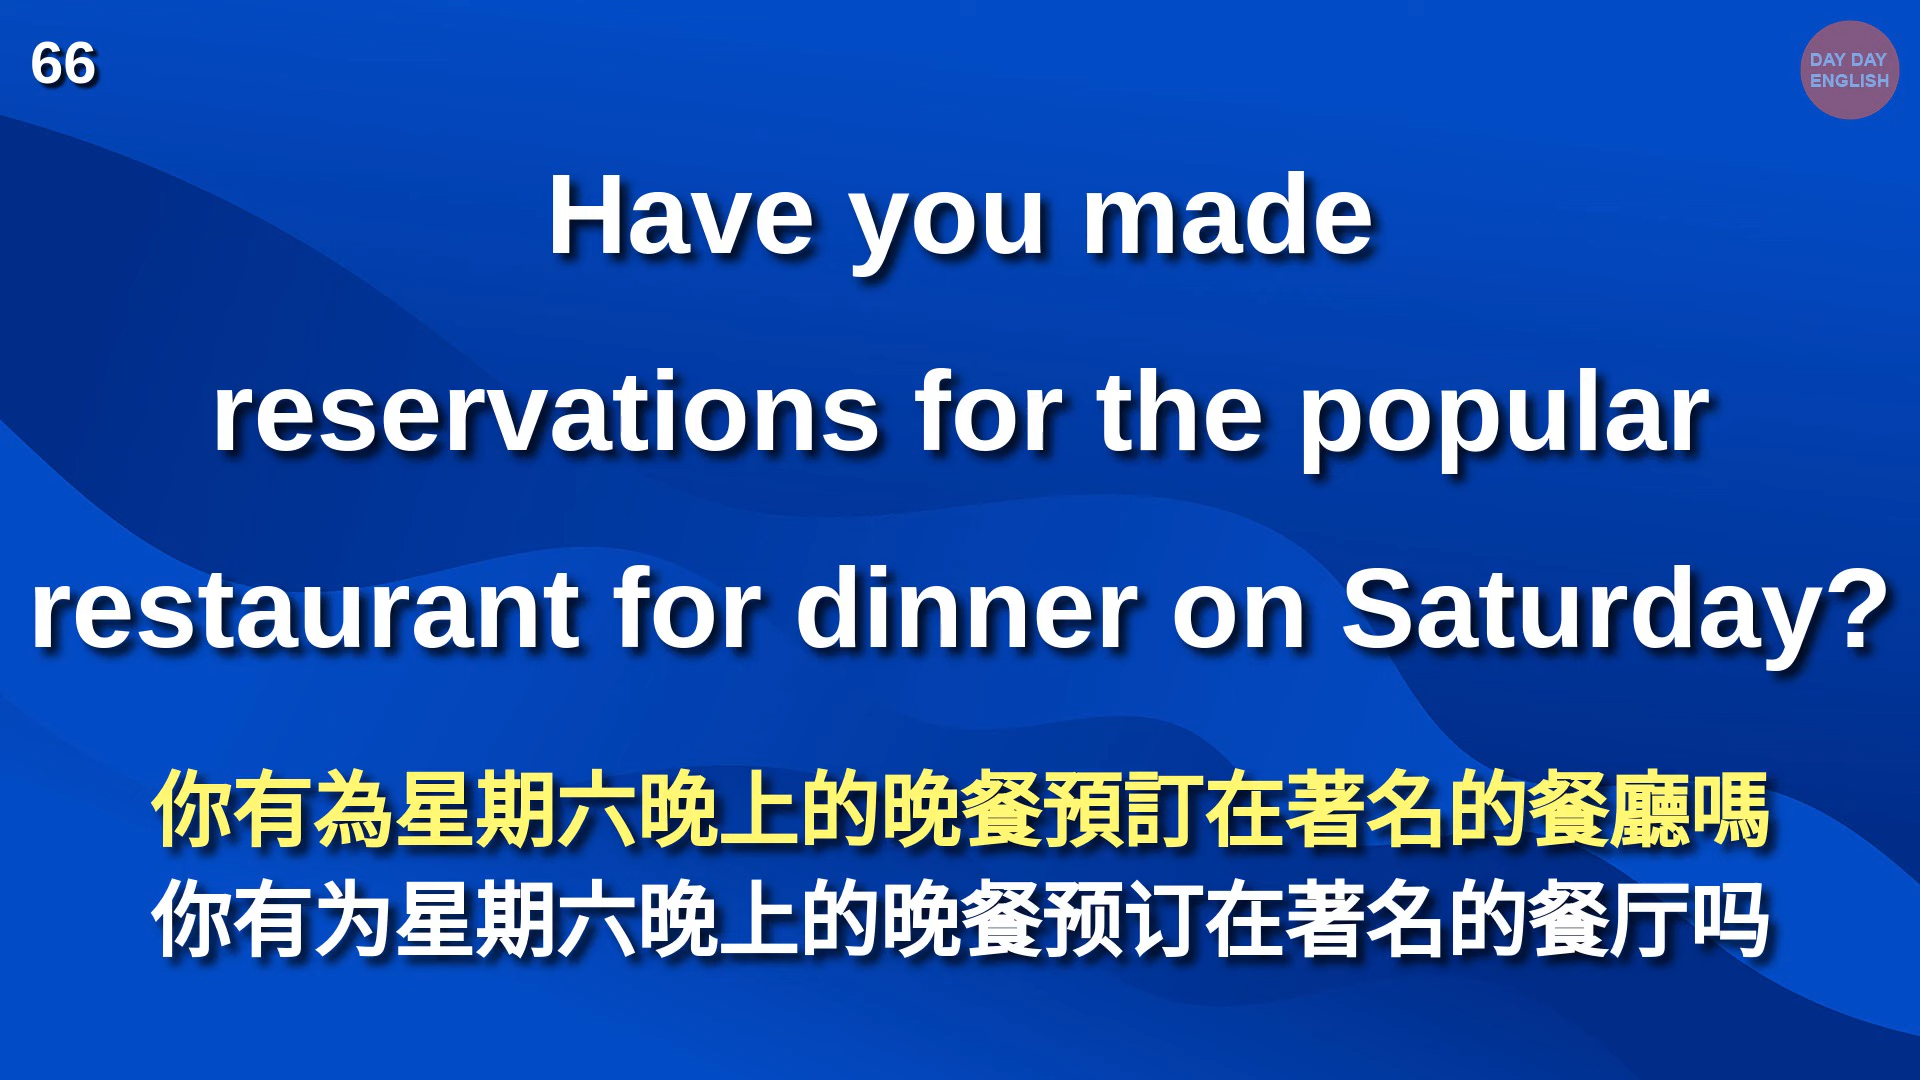 66
DAY DAY
ENGLISH
Have you made
reservations for the popular
restaurant for dinner on Saturday?
你有為星期六晚上的晚餐預訂在著名的餐廳嗎
你有为星期六晚上的晚餐预订在著名的餐厅吗